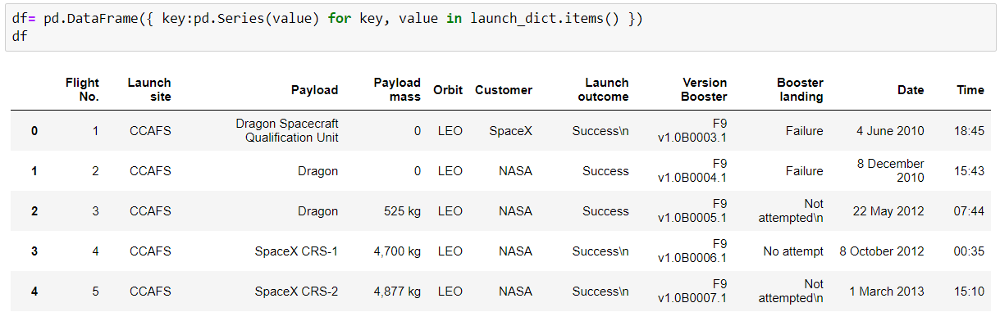 df= pd.DataFrame({ key:pd.Series(value) for key, value in launch_dict.items() })
df
Flight No. Launch site Payload Payload mass Orbit Customer Launch outcome Version Booster Booster landing Date Time
0 1 CCAFS Dragon Spacecraft Qualification Unit 0 LEO SpaceX Success\n F9 v1.0B0003.1 Failure 4 June 2010 18:45
1 2 CCAFS Dragon 0 LEO NASA Success F9 v1.0B0004.1 Failure 8 December 2010 15:43
2 3 CCAFS Dragon 525 kg LEO NASA Success F9 v1.0B0005.1 Not attempted\n 22 May 2012 07:44
3 4 CCAFS SpaceX CRS-1 4,700 kg LEO NASA Success\n F9 v1.0B0006.1 No attempt 8 October 2012 00:35
4 5 CCAFS SpaceX CRS-2 4,877 kg LEO NASA Success\n F9 v1.0B0007.1 Not attempted\n 1 March 2013 15:10